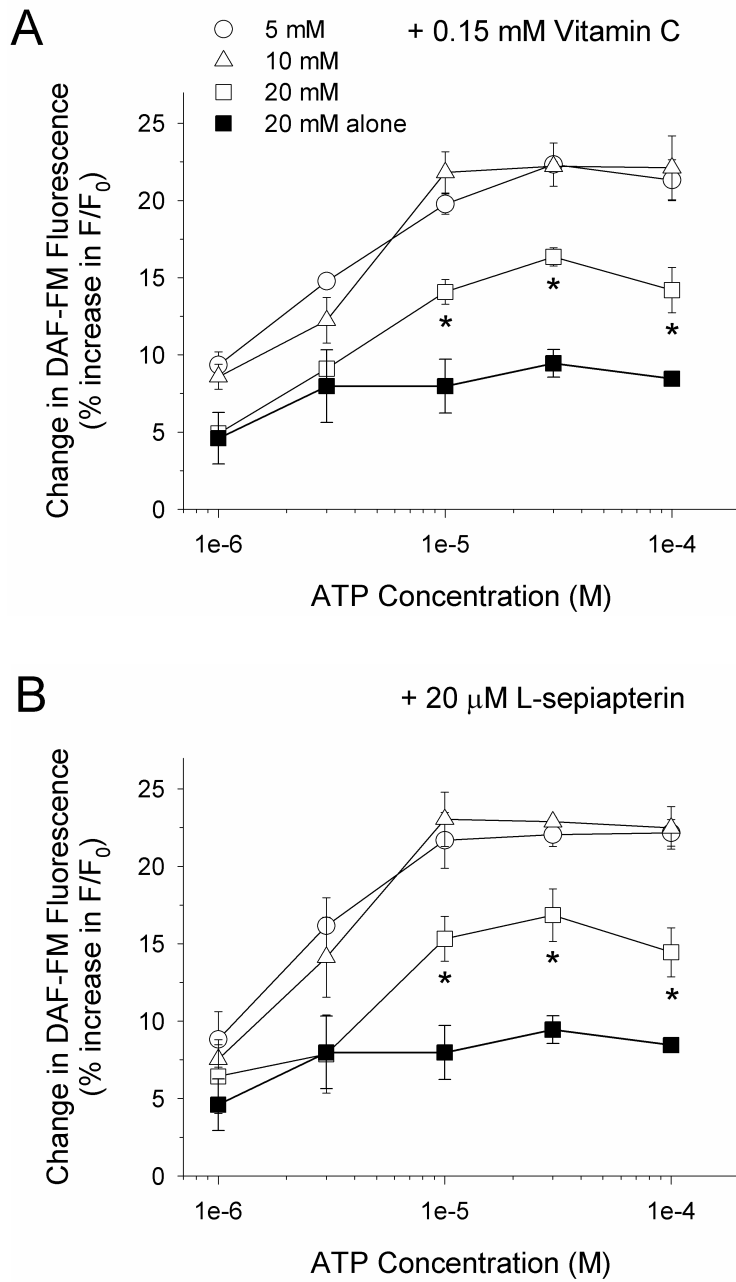 A
5 mM
+ 0.15 mM Vitamin C
10 mM
20 mM
20 mM alone
Change in DAF-FM Fluorescence
(% increase in F/F0)
25
20
15
10
5
0
*
*
*
1e-6
1e-5
1e-4
ATP Concentration (M)
B
+ 20 μM L-sepiapterin
Change in DAF-FM Fluorescence
(% increase in F/F0)
25
20
15
10
5
0
*
*
*
1e-6
1e-5
1e-4
ATP Concentration (M)